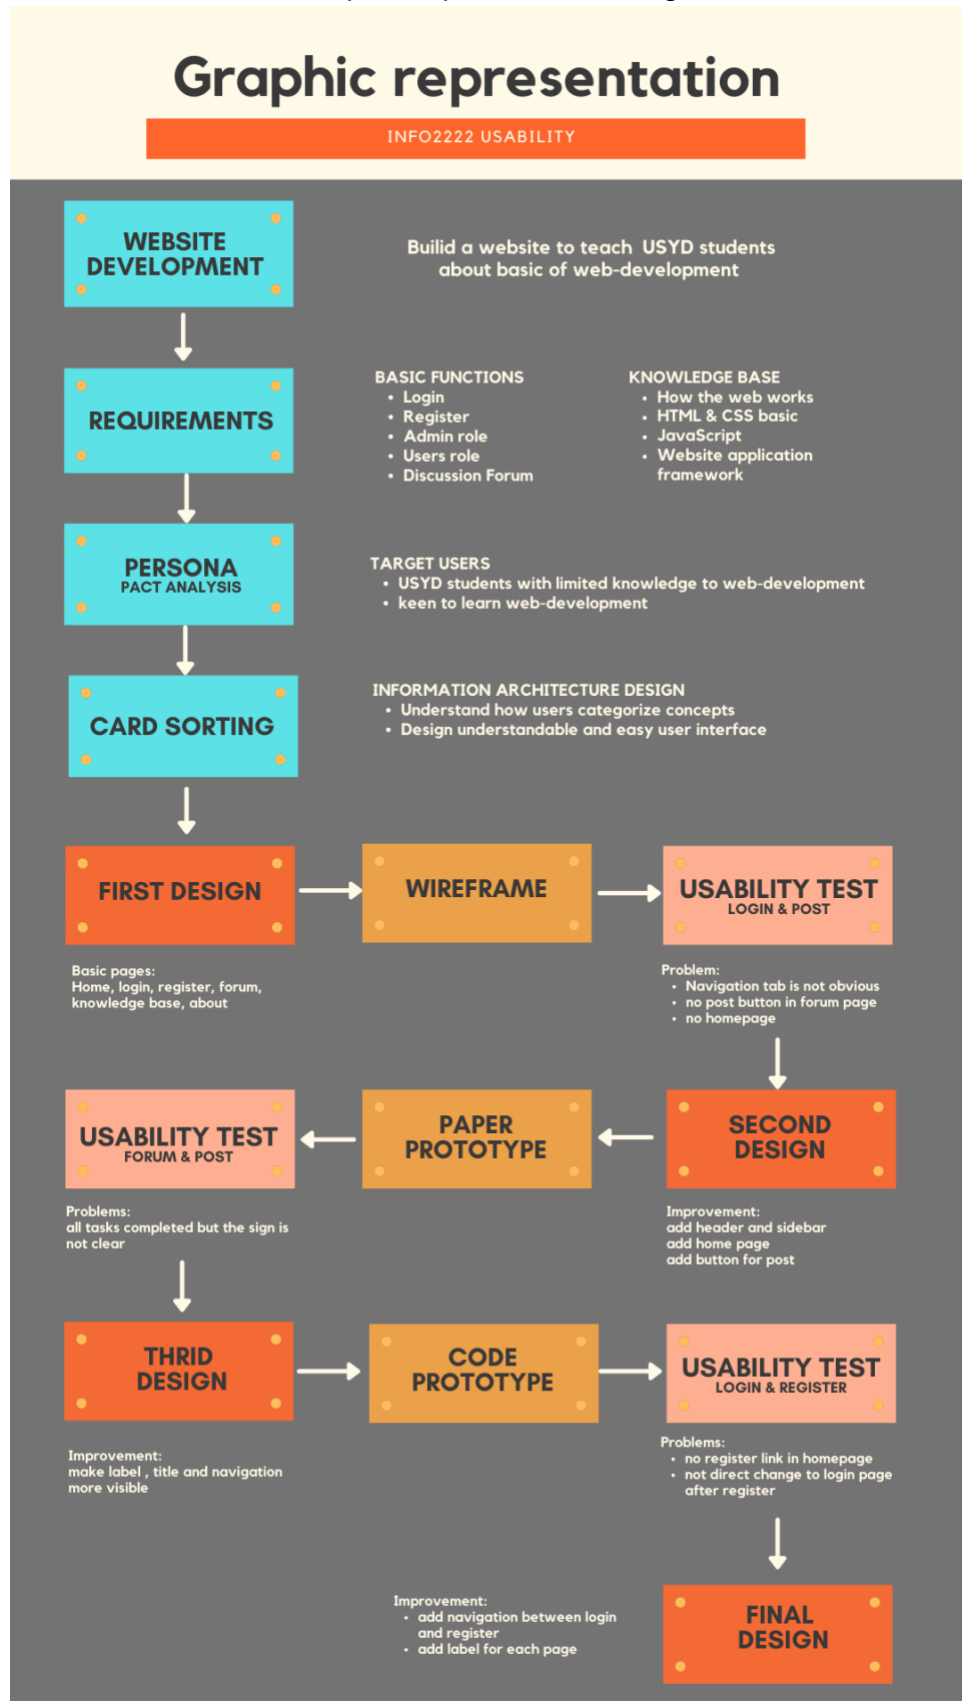 Graphic representation
INFO2222 USABILITY
WEBSITE
DEVELOPMENT
Builid a website to teach USYD students
about basic of web-development
REQUIREMENTS
BASIC FUNCTIONS
• Login
• Register
• Admin role
• Users role
• Discussion Forum
KNOWLEDGE BASE
• How the web works
• HTML & CSS basic
• JavaScript
• Website application
framework
PERSONA
PACT ANALYSIS
TARGET USERS
• USYD students with limited knowledge to web-development
• keen to learn web-development
CARD SORTING
INFORMATION ARCHITECTURE DESIGN
• Understand how users categorize concepts
• Design understandable and easy user interface
FIRST DESIGN
Basic pages:
Home, login, register, forum,
knowledge base, about
WIREFRAME
USABILITY TEST
LOGIN & POST
Problem:
• Navigation tab is not obvious
• no post button in forum page
• no homepage
SECOND
DESIGN
Improvement:
add header and sidebar
add home page
add button for post
PAPER
PROTOTYPE
USABILITY TEST
FORUM & POST
Problems:
all tasks completed but the sign is
not clear
THRID
DESIGN
Improvement:
make label , title and navigation
more visible
CODE
PROTOTYPE
USABILITY TEST
LOGIN & REGISTER
Problems:
• no register link in homepage
• not direct change to login page
after register
FINAL
DESIGN
Improvement:
• add navigation between login
and register
• add label for each page